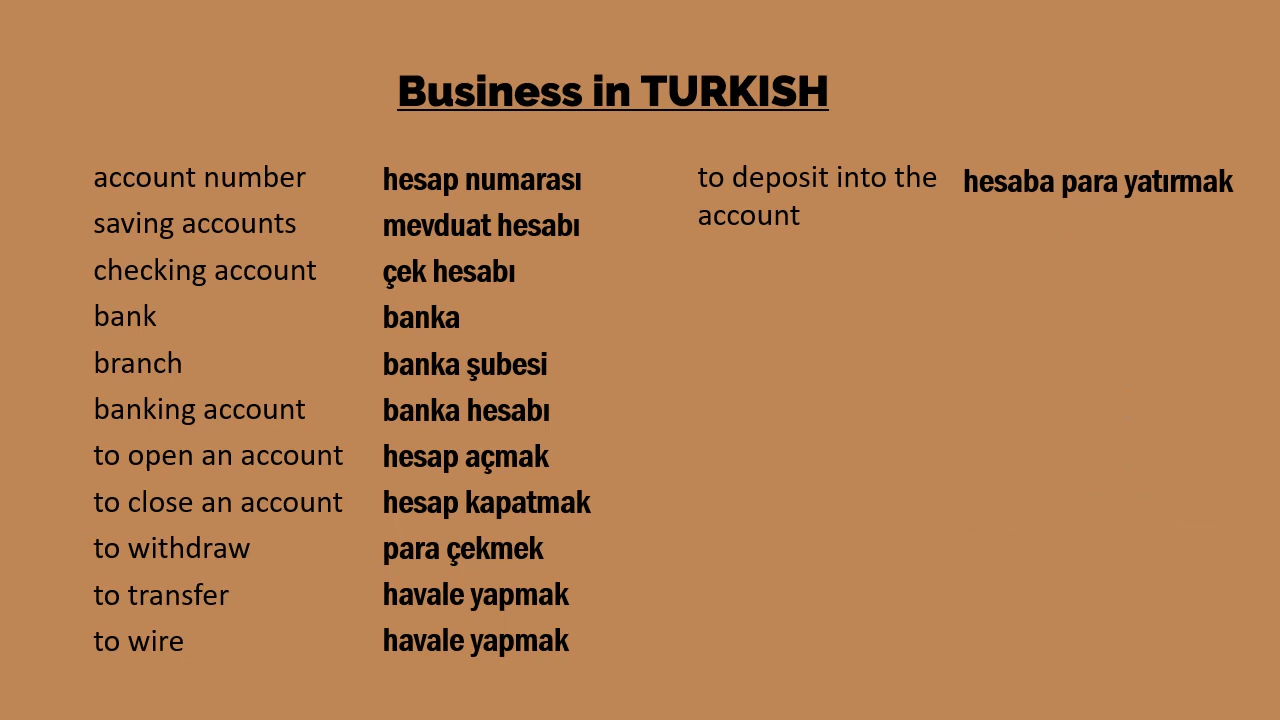 Business in TURKISH
account number hesap numarası
saving accounts mevduat hesabı
checking account çek hesabı
bank banka
branch banka şubesi
banking account banka hesabı
to open an account hesap açmak
to close an account hesap kapatmak
to withdraw para çekmek
to transfer havale yapmak
to wire havale yapmak
to deposit into the hesaba para yatırmak
account